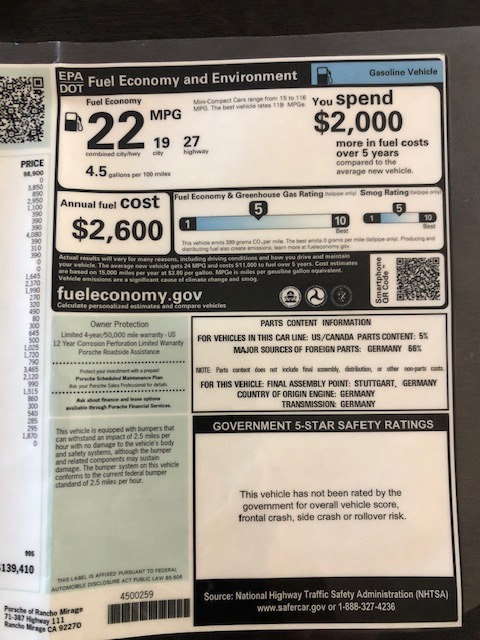 EPA
DOT
Fuel Economy and Environment
Gasoline Vehicle
Fuel Economy
22 MPG
combined city/hwy
19
city
27
highway
4.5 gallons per 100 miles
Mini-Compact Cars range from 15 to 116
MPG. The best vehicle rates 119 MPGe.
You spend
$2,000
more in fuel costs
over 5 years
compared to the
average new vehicle.
Annual fuel cost
$2,600
Fuel Economy & Greenhouse Gas Rating (tailpipe only)
5
1
10
Best
Smog Rating (tailpipe only)
5
1
10
Best
This vehicle emits 399 grams CO2 per mile. The best emits 0 grams per mile (tailpipe only). Producing and
distributing fuel also create emissions; learn more at fueleconomy.gov.
Actual results will vary for many reasons, including driving conditions and how you drive and maintain
your vehicle. The average new vehicle gets 24 MPG and costs $11,000 to fuel over 5 years. Cost estimates
are based on 15,000 miles per year at $3.80 per gallon. MPGe is miles per gasoline gallon equivalent.
Vehicle emissions are a significant cause of climate change and smog.
fueleconomy.gov
Calculate personalized estimates and compare vehicles
Smartphone
QR Code
PRICE
98,900
0
3,850
890
2,950
1,100
390
390
390
4,080
390
310
390
0
0
1,645
2,370
1,990
270
320
490
80
300
645
500
1,025
1,720
790
3,465
2,120
990
1,515
860
300
540
285
295
1,870
0
995
139,410
Owner Protection
Limited 4-year/50,000 mile warranty - US
12 Year Corrosion Perforation Limited Warranty
Porsche Roadside Assistance
Protect your investment with a prepaid
Porsche Scheduled Maintenance Plan
Ask your Porsche Sales Professional for details.
Ask about finance and lease options
available through Porsche Financial Services.
This vehicle is equipped with bumpers that
can withstand an impact of 2.5 miles per
hour with no damage to the vehicle's body
and safety systems, although the bumper
and related components may sustain
damage. The bumper system on this vehicle
conforms to the current federal bumper
standard of 2.5 miles per hour.
THIS LABEL IS AFFIXED PURSUANT TO FEDERAL
AUTOMOBILE DISCLOSURE ACT PUBLIC LAW 85-506
4500259
Porsche of Rancho Mirage
71-387 Highway 111
Rancho Mirage CA 92270
PARTS CONTENT INFORMATION
FOR VEHICLES IN THIS CAR LINE: US/CANADA PARTS CONTENT: 5%
MAJOR SOURCES OF FOREIGN PARTS: GERMANY 66%
NOTE: Parts content does not include final assembly, distribution, or other non-parts costs.
FOR THIS VEHICLE: FINAL ASSEMBLY POINT: STUTTGART, GERMANY
COUNTRY OF ORIGIN ENGINE: GERMANY
TRANSMISSION: GERMANY
GOVERNMENT 5-STAR SAFETY RATINGS
This vehicle has not been rated by the
government for overall vehicle score,
frontal crash, side crash or rollover risk.
Source: National Highway Traffic Safety Administration (NHTSA)
www.safercar.gov or 1-888-327-4236